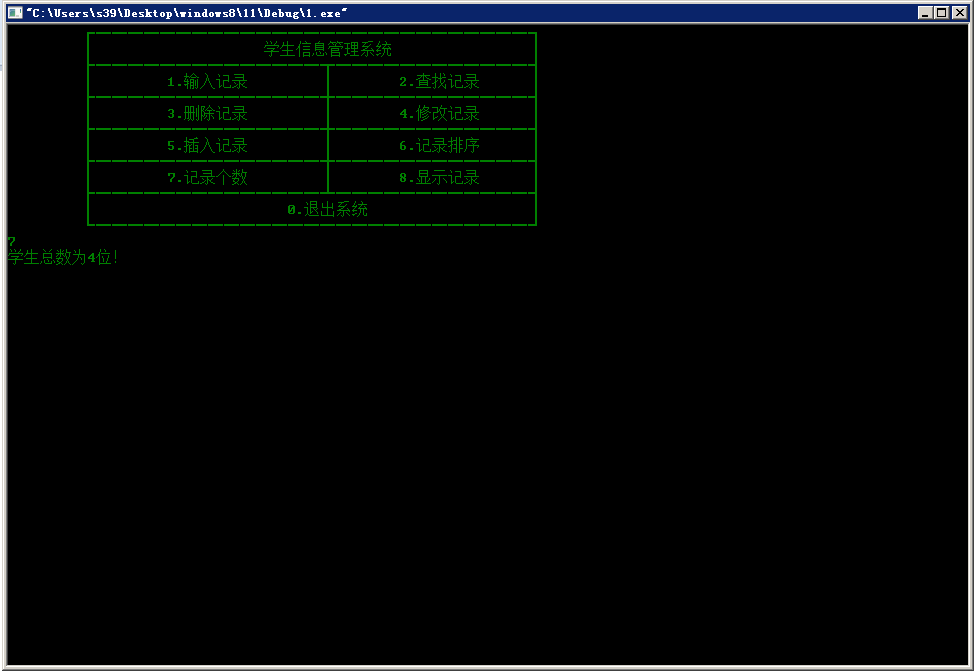 "C:\Users\s39\Desktop\windows8\11\Debug\1.exe"
学生信息管理系统
1.输入记录 2.查找记录
3.删除记录 4.修改记录
5.插入记录 6.记录排序
7.记录个数 8.显示记录
0.退出系统
7
学生总数为4位!